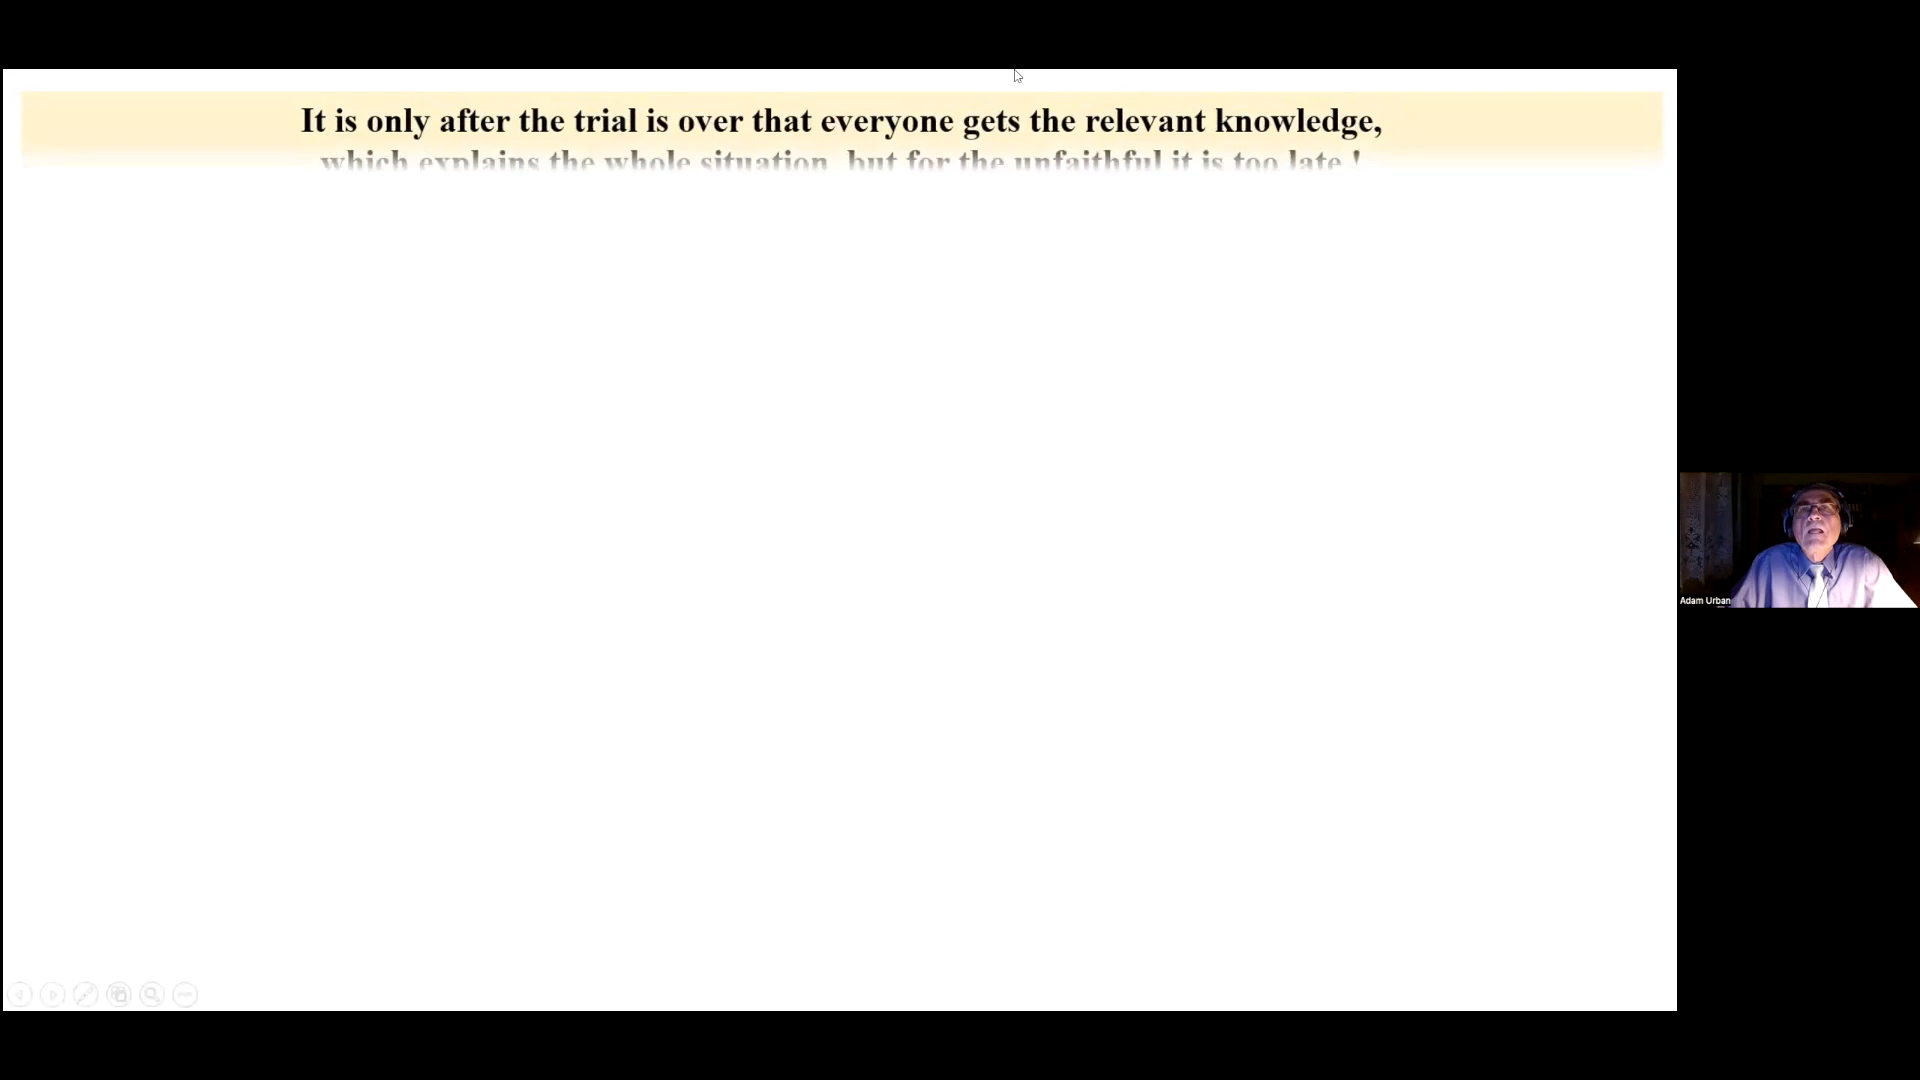 It is only after the trial is over that everyone gets the relevant knowledge,
which explains the whole situation, but for the unfaithful it is too late !
Adam Urban